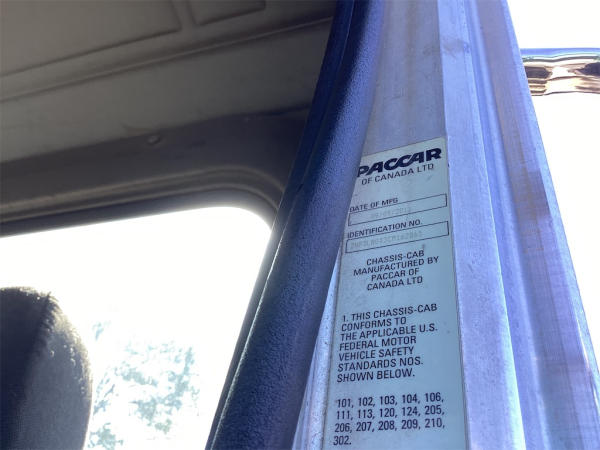 PACCAR
OF CANADA LTD
DATE OF MFG
IDENTIFICATION NO.
CHASSIS-CAB
MANUFACTURED BY
PACCAR OF
CANADA LTD
1. THIS CHASSIS-CAB
CONFORMS TO
THE APPLICABLE U.S.
FEDERAL MOTOR
VEHICLE SAFETY
STANDARDS NOS.
SHOWN BELOW.
101, 102, 103, 104, 106,
111, 113, 120, 124, 205,
206, 207, 208, 209, 210,
302.